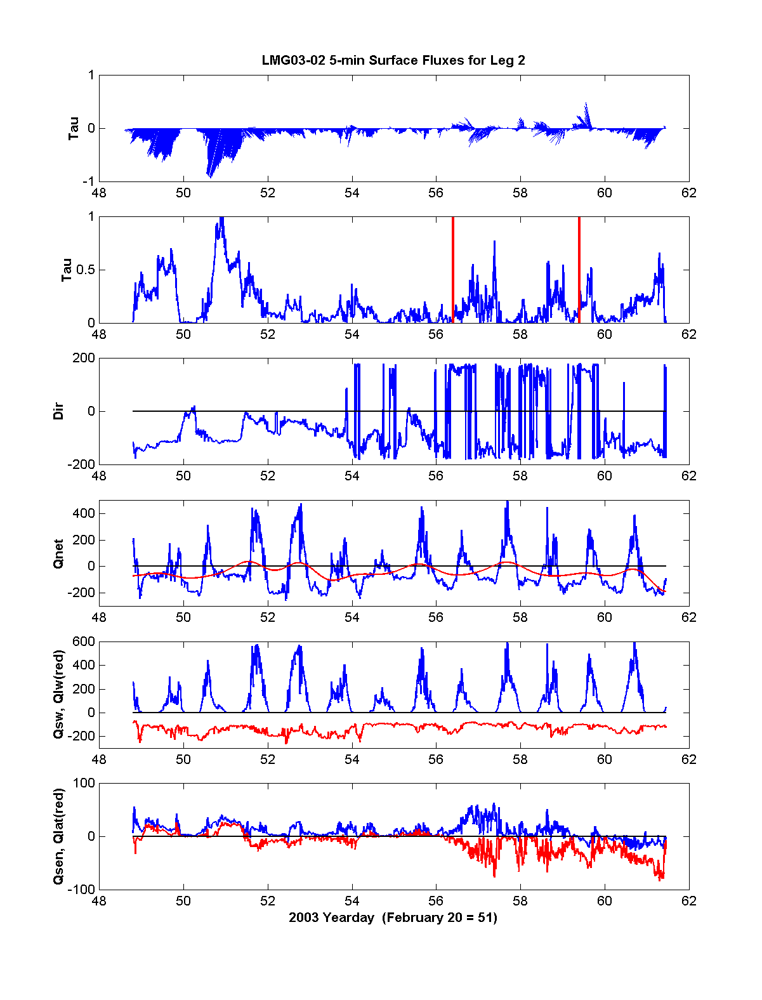 LMG03-02 5-min Surface Fluxes for Leg 2
1
0
-1
Tau
48 50 52 54 56 58 60 62
1
0.5
0
Tau
48 50 52 54 56 58 60 62
200
0
-200
Dir
48 50 52 54 56 58 60 62
400
200
0
-200
Qnet
48 50 52 54 56 58 60 62
600
400
200
0
-200
Qsw, Qlw(red)
48 50 52 54 56 58 60 62
100
0
-100
Qsen, Qlat(red)
48 50 52 54 56 58 60 62
2003 Yearday (February 20 = 51)